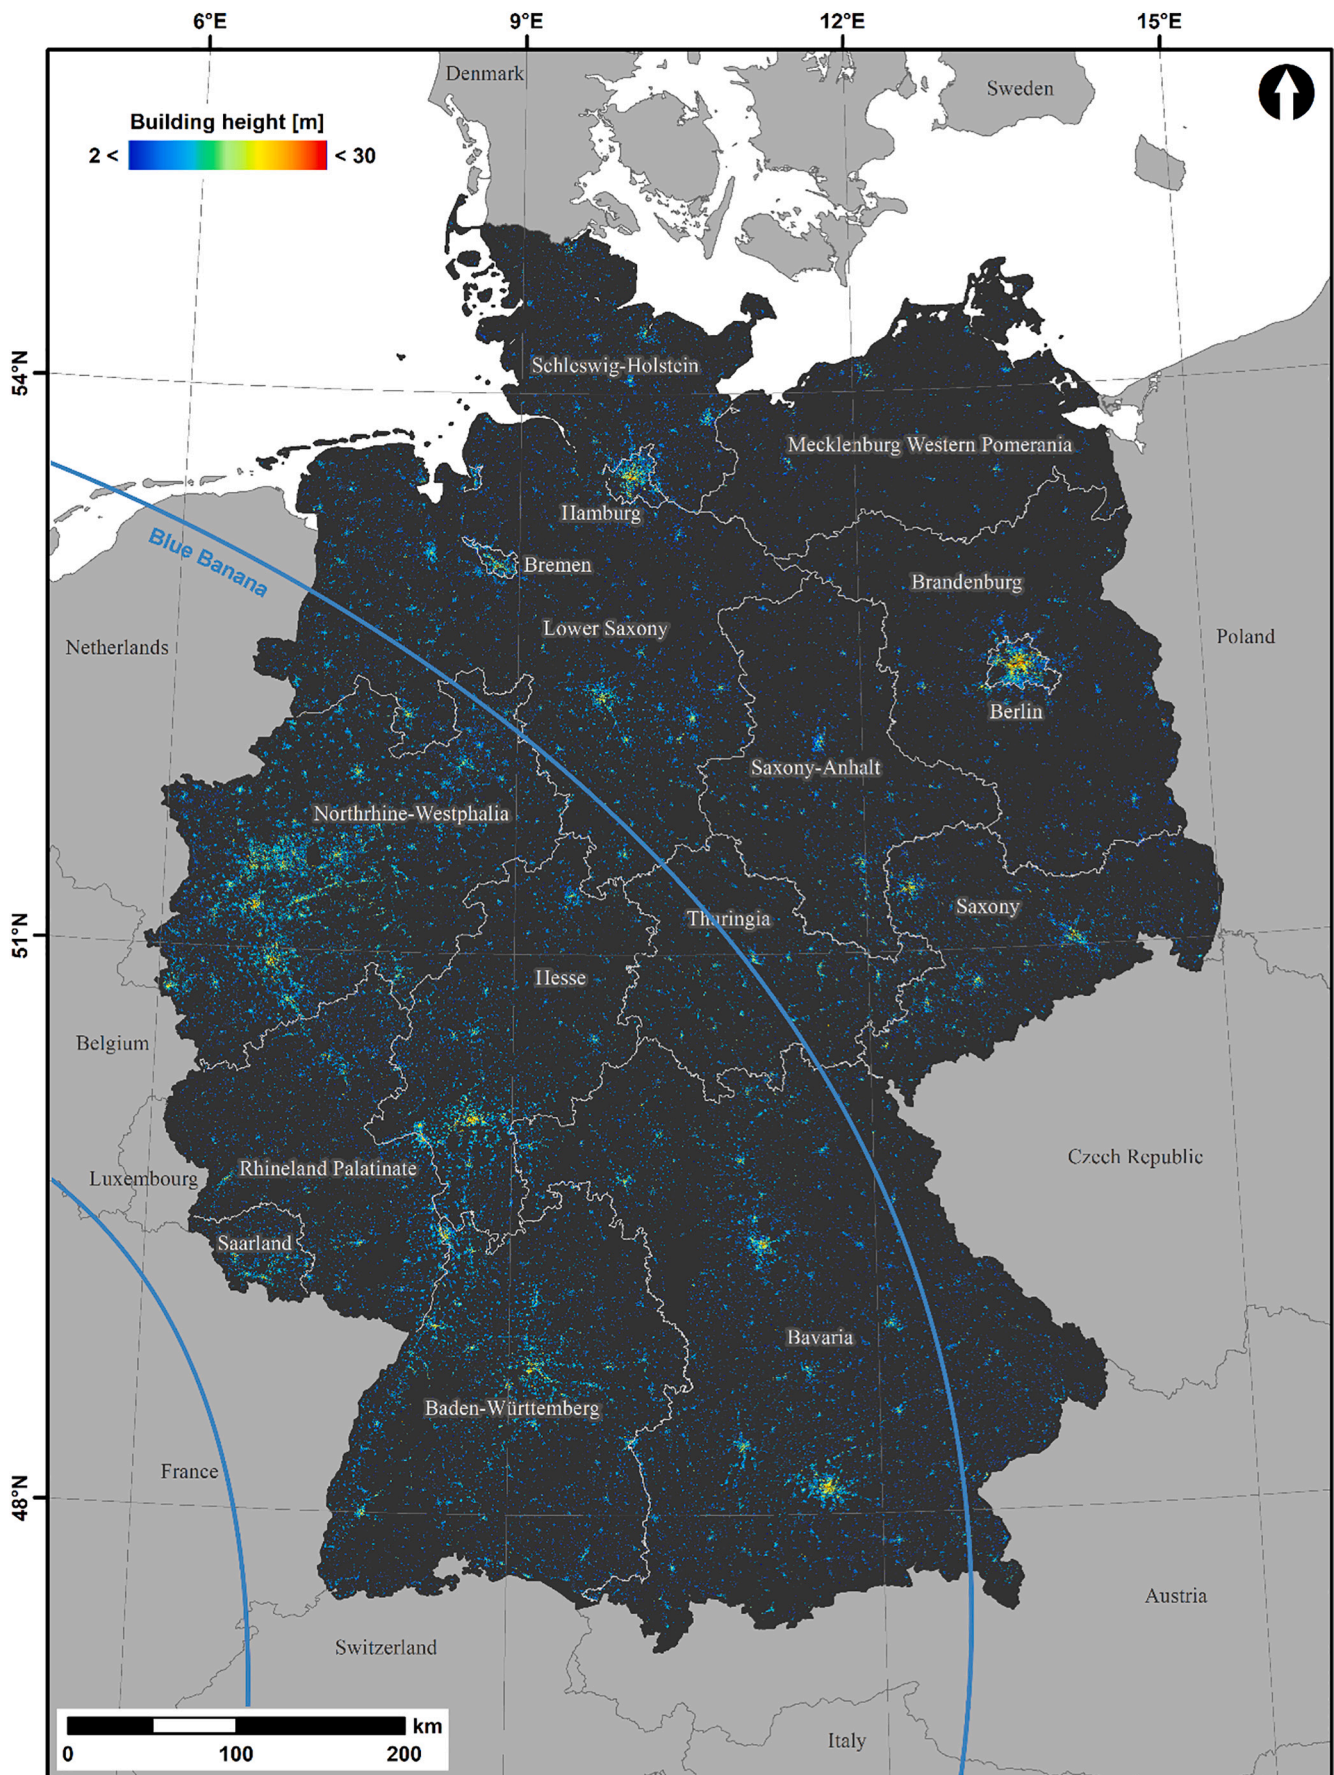 6°E 9°E 12°E 15°E
Denmark
Sweden
Building height [m]
2 < < 30
54°N
Schleswig-Holstein
Mecklenburg Western Pomerania
Hamburg
Blue Banana
Bremen
Brandenburg
Lower Saxony
Netherlands
Poland
Berlin
Saxony-Anhalt
Northrhine-Westphalia
51°N
Thuringia
Saxony
Hesse
Belgium
Czech Republic
Rhineland Palatinate
Luxembourg
Saarland
Bavaria
Baden-Württemberg
France
48°N
Austria
Switzerland
km
0 100 200
Italy